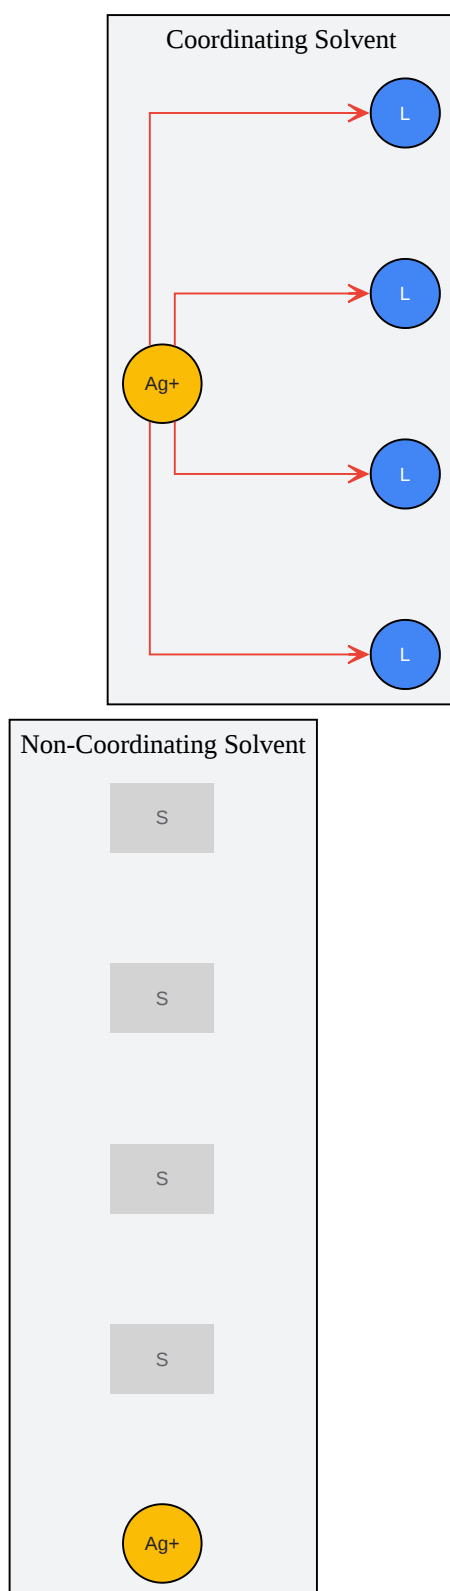 Coordinating Solvent
L
L
Ag+
L
L
Non-Coordinating Solvent
S
S
S
S
Ag+